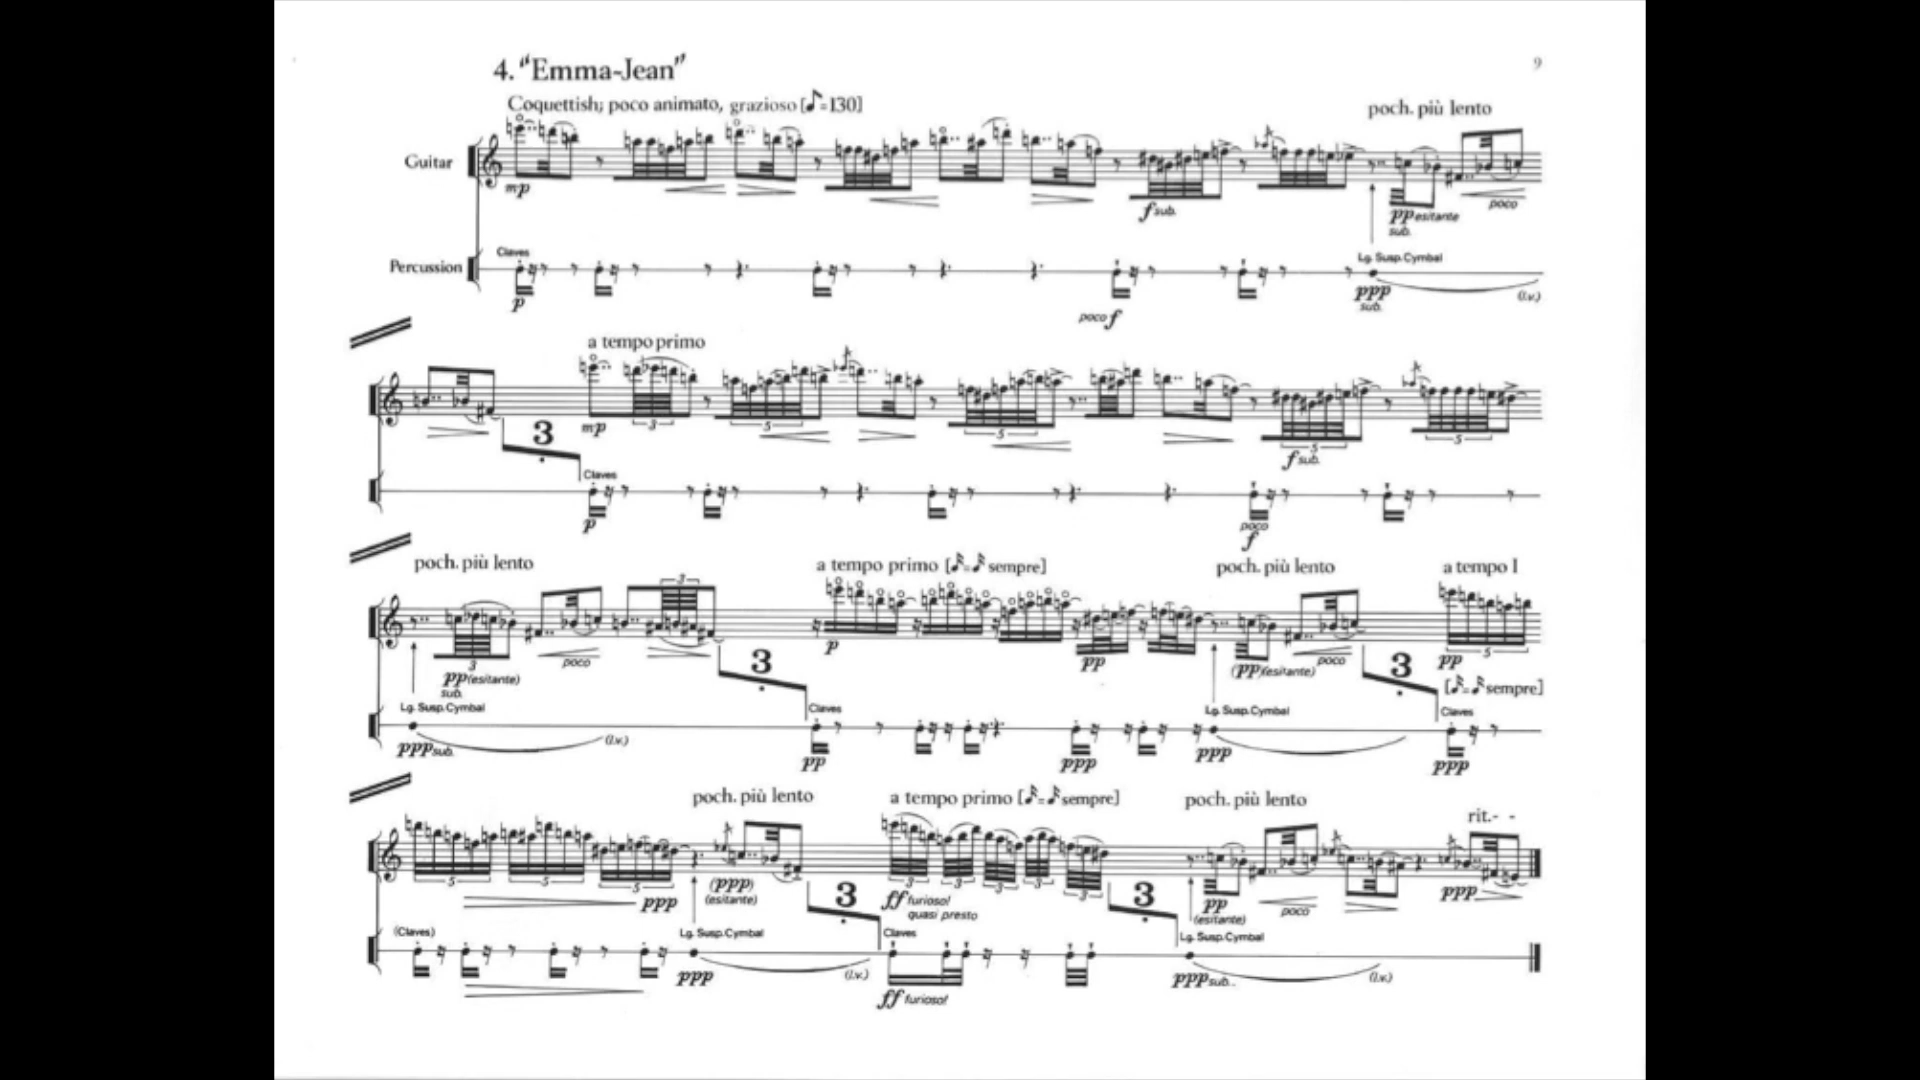 4. “Emma-Jean”
9
Coquettish; poco animato, grazioso [♪=130]
poch. più lento
Guitar
mp
f sub.
pp esitante
sub.
poco
Percussion
Claves
Lg. Susp. Cymbal
p
poco f
ppp
sub.
(l.v.)
a tempo primo
3
mp
3
5
5
f sub.
5
5
Claves
p
poco
f
poch. più lento
a tempo primo [♪=♪ sempre]
poch. più lento
a tempo I
3
3
pp (esitante)
sub.
poco
3
p
pp
(pp) (esitante)
poco
3
pp
5
[♪=♪ sempre]
Lg. Susp. Cymbal
Claves
Lg. Susp. Cymbal
Claves
ppp sub.
(l.v.)
pp
ppp
ppp
ppp
poch. più lento
a tempo primo [♪=♪ sempre]
poch. più lento
rit. - -
5
5
5
ppp
(ppp)
(esitante)
3
3
3
3
3
3
ff furioso!
quasi presto
3
pp
(esitante)
poco
ppp
(Claves)
Lg. Susp. Cymbal
Claves
Lg. Susp. Cymbal
ppp
(l.v.)
ff furioso!
ppp sub..
(l.v.)